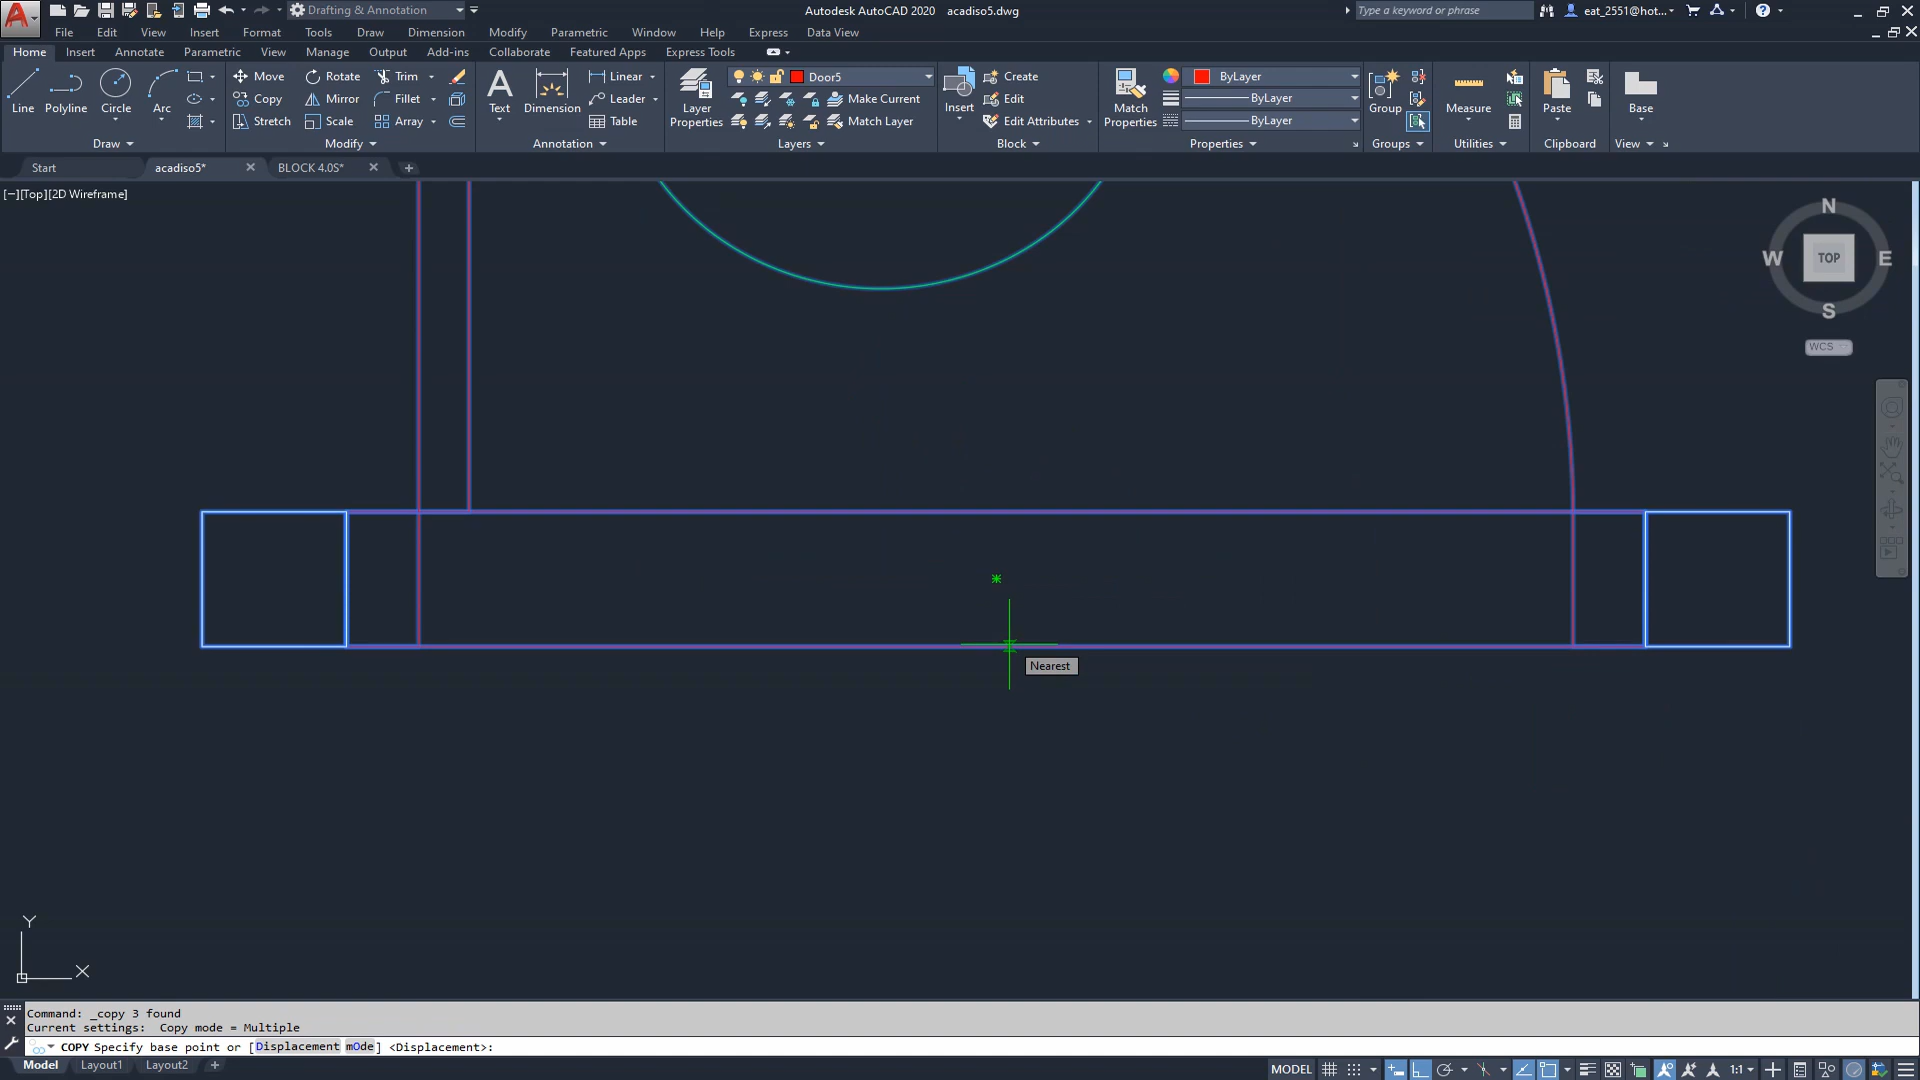 Drafting & Annotation
Autodesk AutoCAD 2020 acadiso5.dwg
Type a keyword or phrase
eat_2551@hot...
File Edit View Insert Format Tools Draw Dimension Modify Parametric Window Help Express Data View
Home Insert Annotate Parametric View Manage Output Add-ins Collaborate Featured Apps Express Tools
Line Polyline Circle Arc
Move Rotate Trim
Copy Mirror Fillet
Stretch Scale Array
Text Dimension
Linear
Leader
Table
Layer Properties
Door5
Make Current
Match Layer
Insert
Create
Edit
Edit Attributes
Match Properties
ByLayer
ByLayer
ByLayer
Group Measure Paste Base
Draw Modify Annotation Layers Block Properties Groups Utilities Clipboard View
Start acadiso5* BLOCK 4.0S*
[−][Top][2D Wireframe]
N
W TOP E
S
WCS
Nearest
Y
X
Command: _copy 3 found
Current settings: Copy mode = Multiple
COPY Specify base point or [Displacement mOde] <Displacement>:
Model Layout1 Layout2 +
MODEL 1:1